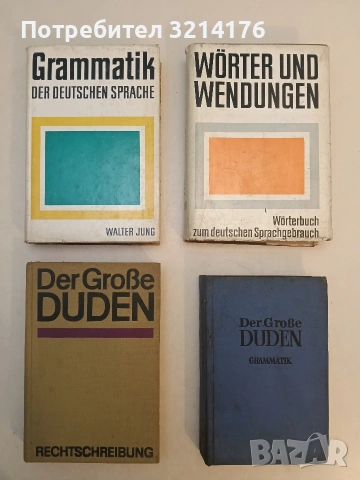 Потребител 3214176
Grammatik
DER DEUTSCHEN SPRACHE
WALTER JUNG
WÖRTER UND
WENDUNGEN
Wörterbuch
zum deutschen Sprachgebrauch
Der Große
DUDEN
RECHTSCHREIBUNG
Der Große
DUDEN
GRAMMATIK
BAZAR